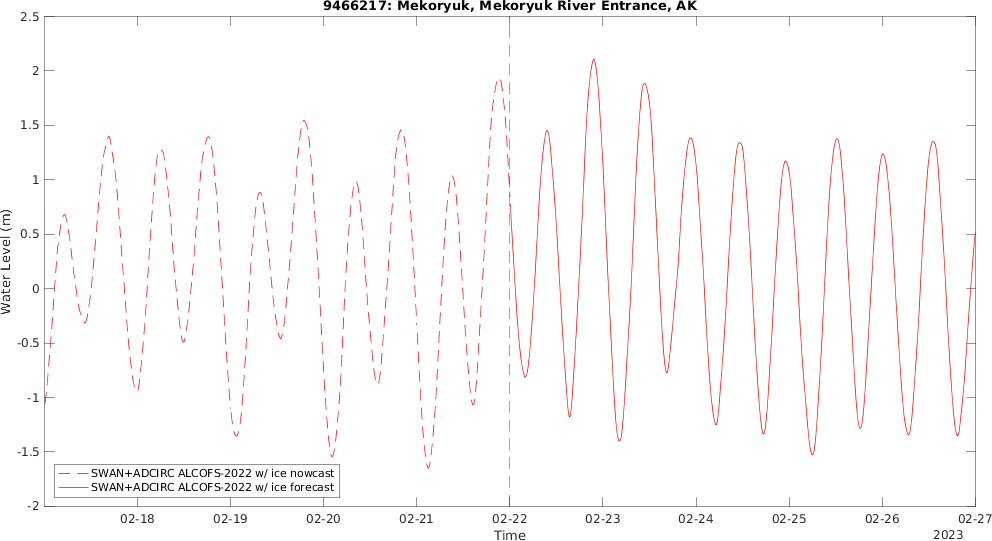 9466217: Mekoryuk, Mekoryuk River Entrance, AK
2.5
2
1.5
1
0.5
0
-0.5
-1
-1.5
-2
Water Level (m)
SWAN+ADCIRC ALCOFS-2022 w/ ice nowcast
SWAN+ADCIRC ALCOFS-2022 w/ ice forecast
02-18 02-19 02-20 02-21 02-22 02-23 02-24 02-25 02-26 02-27
Time
2023